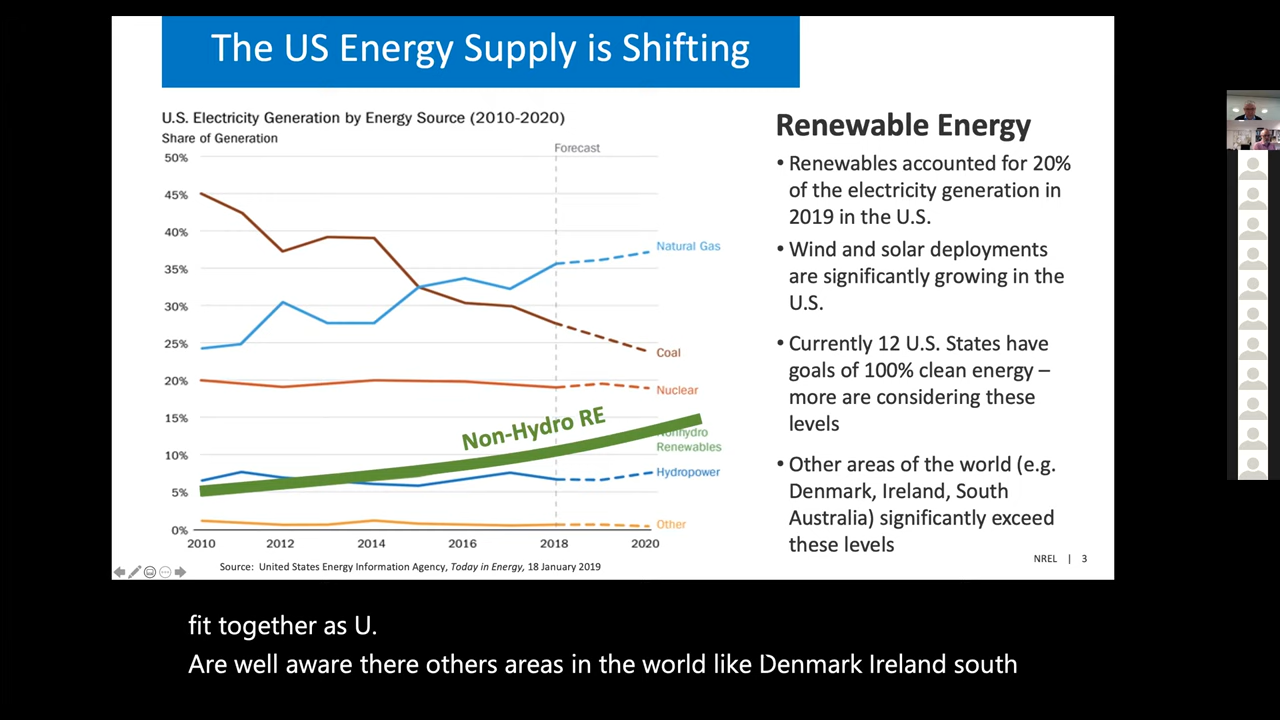 The US Energy Supply is Shifting
U.S. Electricity Generation by Energy Source (2010-2020)
Share of Generation
Forecast
50%
45%
40%
35%
30%
25%
20%
15%
10%
5%
0%
Natural Gas
Coal
Nuclear
Non-Hydro RE
Nonhydro
Renewables
Hydropower
Other
2010
2012
2014
2016
2018
2020
Source: United States Energy Information Agency, Today in Energy, 18 January 2019
Renewable Energy
• Renewables accounted for 20%
of the electricity generation in
2019 in the U.S.
• Wind and solar deployments
are significantly growing in the
U.S.
• Currently 12 U.S. States have
goals of 100% clean energy –
more are considering these
levels
• Other areas of the world (e.g.
Denmark, Ireland, South
Australia) significantly exceed
these levels
NREL | 3
fit together as U.
Are well aware there others areas in the world like Denmark Ireland south